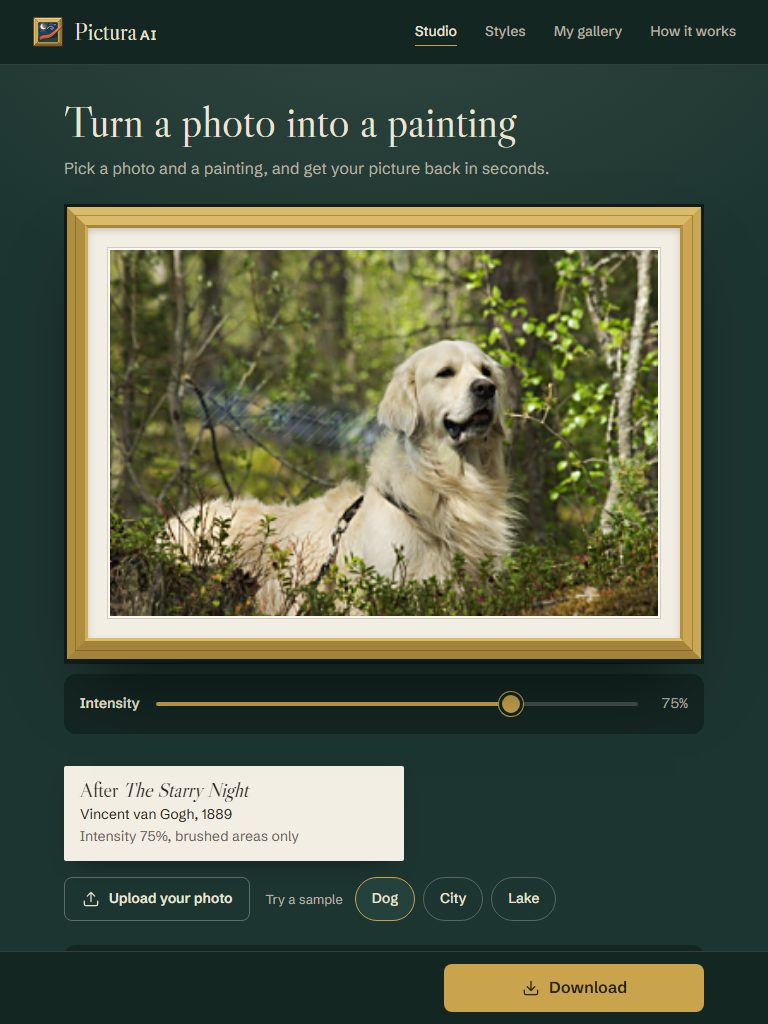 Pictura AI
Studio
Styles
My gallery
How it works
Turn a photo into a painting
Pick a photo and a painting, and get your picture back in seconds.
Intensity
75%
After The Starry Night
Vincent van Gogh, 1889
Intensity 75%, brushed areas only
Upload your photo
Try a sample
Dog
City
Lake
Download